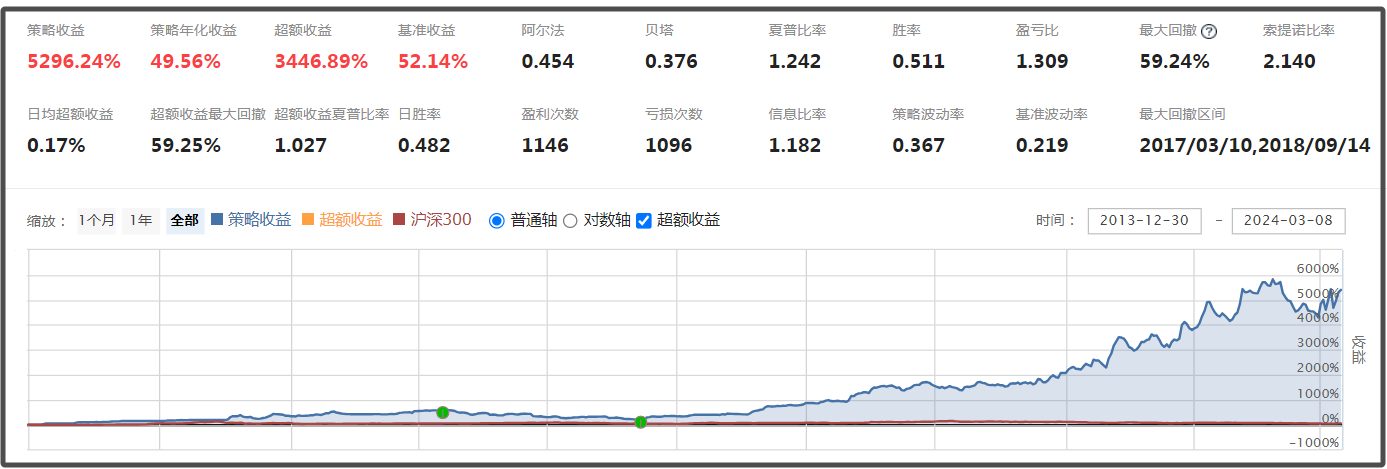 策略收益 策略年化收益 超额收益 基准收益 阿尔法 贝塔 夏普比率 胜率 盈亏比 最大回撤 ? 索提诺比率
5296.24% 49.56% 3446.89% 52.14% 0.454 0.376 1.242 0.511 1.309 59.24% 2.140
日均超额收益 超额收益最大回撤 超额收益夏普比率 日胜率 盈利次数 亏损次数 信息比率 策略波动率 基准波动率 最大回撤区间
0.17% 59.25% 1.027 0.482 1146 1096 1.182 0.367 0.219 2017/03/10,2018/09/14
缩放： 1个月 1年 全部 策略收益 超额收益 沪深300 普通轴 对数轴 超额收益 时间： 2013-12-30 - 2024-03-08
6000%
5000%
4000%
3000%
2000%
1000%
0%
-1000%
收益